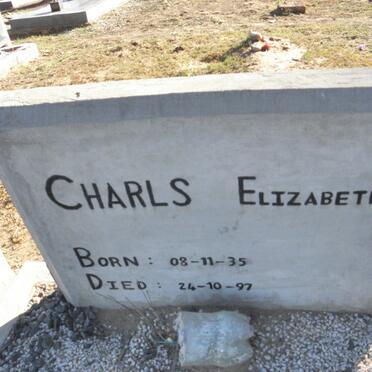 CHARLS ELIZABETH
BORN: 08-11-35
DIED: 24-10-97